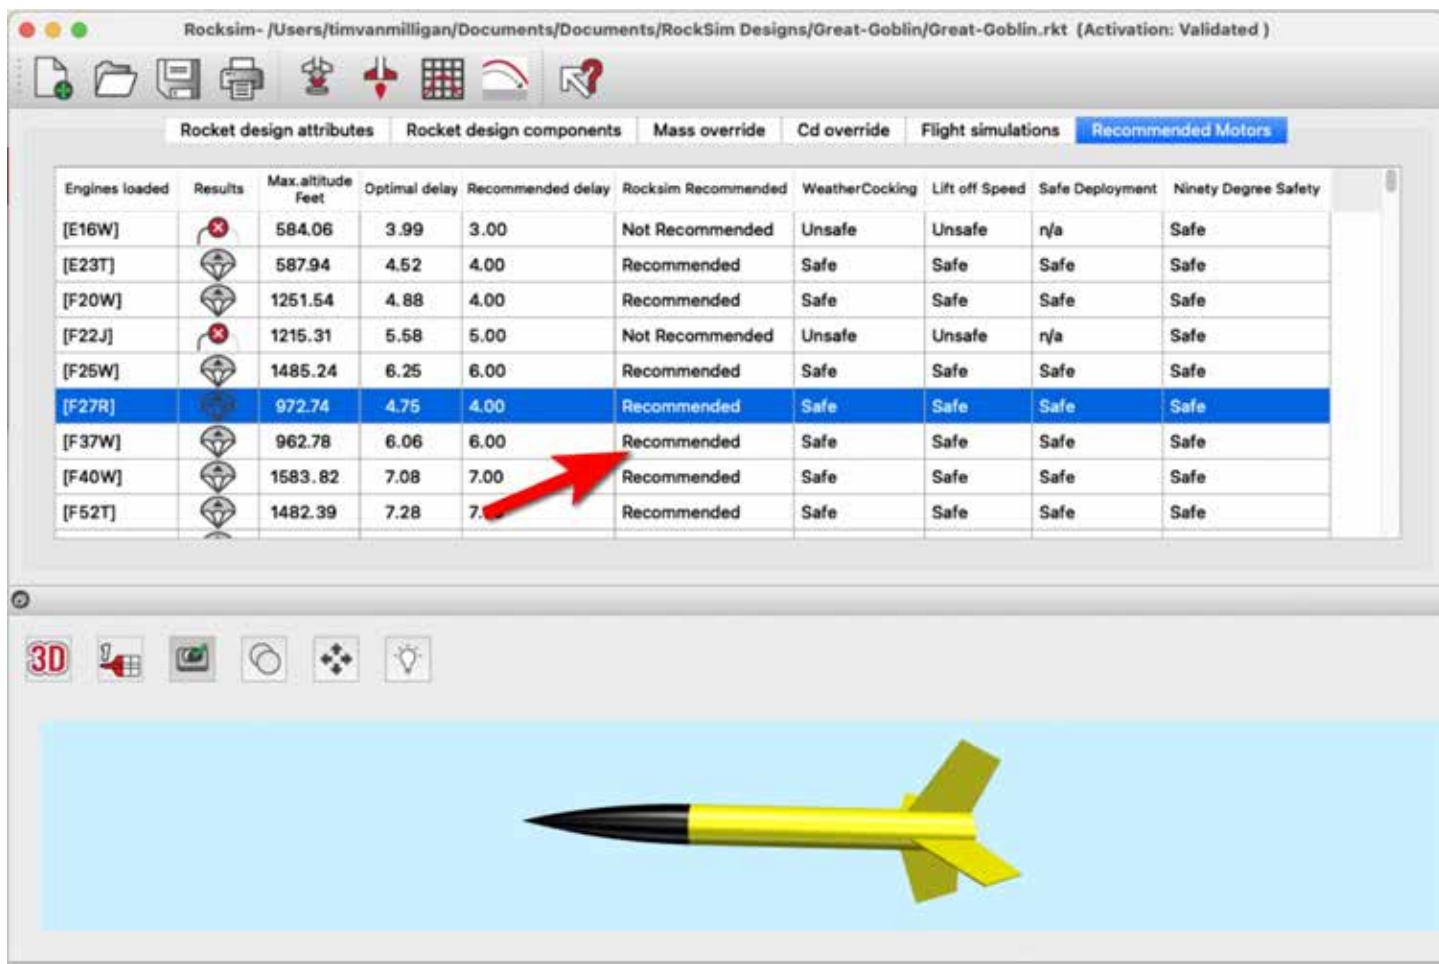 Rocksim- /Users/timvanmilligan/Documents/Documents/RockSim Designs/Great-Goblin/Great-Goblin.rkt (Activation: Validated )
Rocket design attributes Rocket design components Mass override Cd override Flight simulations Recommended Motors
Engines loaded Results Max.altitude Feet Optimal delay Recommended delay Rocksim Recommended WeatherCocking Lift off Speed Safe Deployment Ninety Degree Safety
[E16W] 584.06 3.99 3.00 Not Recommended Unsafe Unsafe n/a Safe
[E23T] 587.94 4.52 4.00 Recommended Safe Safe Safe Safe
[F20W] 1251.54 4.88 4.00 Recommended Safe Safe Safe Safe
[F22J] 1215.31 5.58 5.00 Not Recommended Unsafe Unsafe n/a Safe
[F25W] 1485.24 6.25 6.00 Recommended Safe Safe Safe Safe
[F27R] 972.74 4.75 4.00 Recommended Safe Safe Safe Safe
[F37W] 962.78 6.06 6.00 Recommended Safe Safe Safe Safe
[F40W] 1583.82 7.08 7.00 Recommended Safe Safe Safe Safe
[F52T] 1482.39 7.28 Recommended Safe Safe Safe Safe
3D